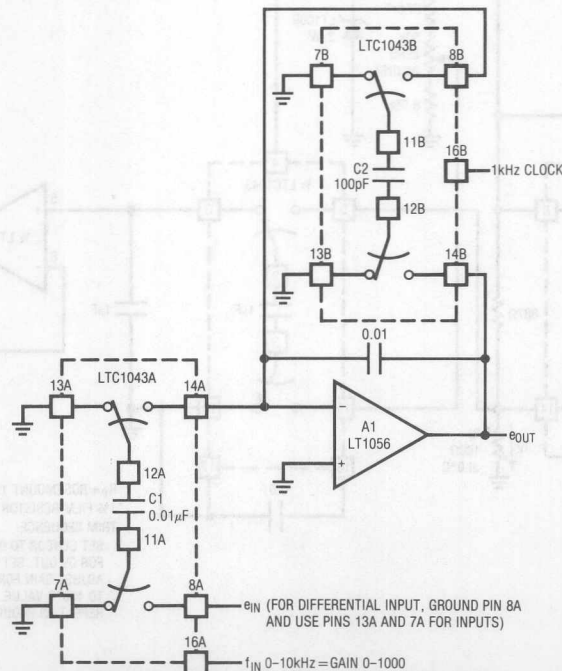 LTC1043B
7B
8B
11B
16B
1kHz CLOCK
C2
100pF
12B
13B
14B
0.01
LTC1043A
13A
14A
A1
LT1056
−
+
eOUT
12A
C1
0.01µF
11A
7A
8A
eIN (FOR DIFFERENTIAL INPUT, GROUND PIN 8A
AND USE PINS 13A AND 7A FOR INPUTS)
16A
fIN 0–10kHz = GAIN 0–1000